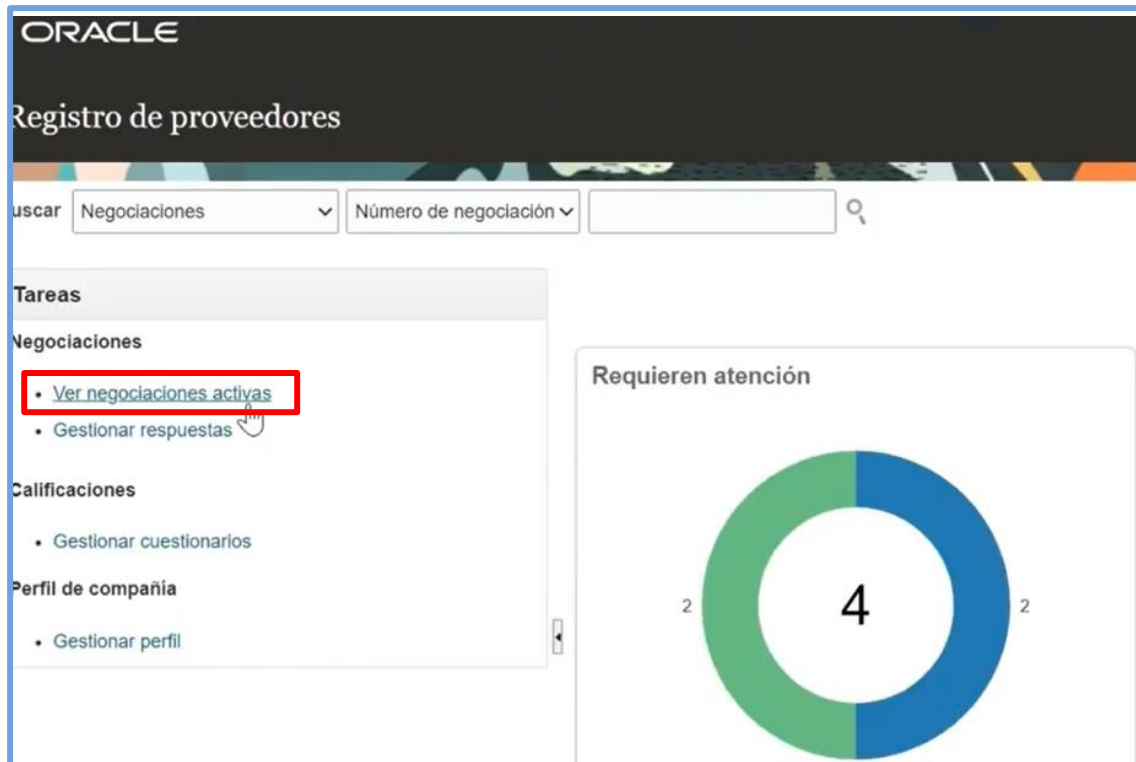 ORACLE
Registro de proveedores
uscar Negociaciones Número de negociación
Tareas
Negociaciones
Ver negociaciones activas
Gestionar respuestas
Calificaciones
Gestionar cuestionarios
Perfil de compañía
Gestionar perfil
Requieren atención
2 4 2